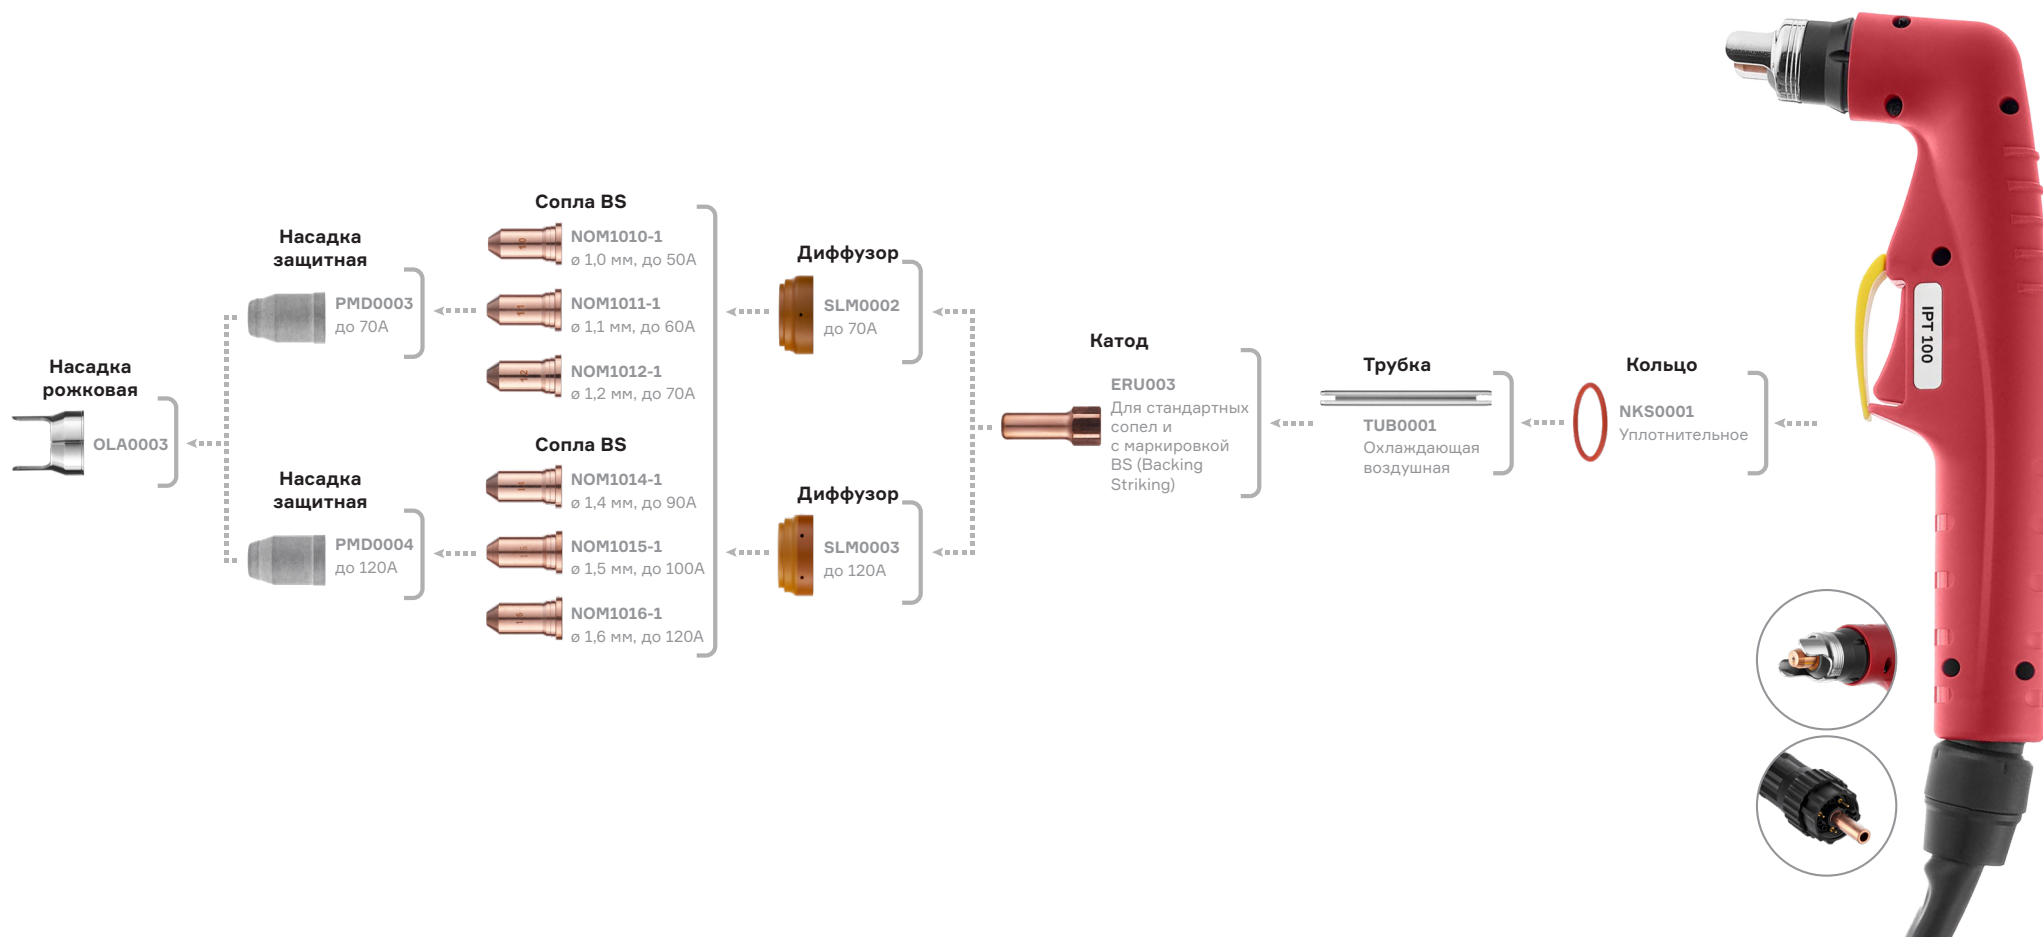 Насадка
рожковая
OLA0003
Насадка
защитная
PMD0003
до 70А
Насадка
защитная
PMD0004
до 120А
Сопла BS
NOM1010-1
ø 1,0 мм, до 50А
NOM1011-1
ø 1,1 мм, до 60А
NOM1012-1
ø 1,2 мм, до 70А
Сопла BS
NOM1014-1
ø 1,4 мм, до 90А
NOM1015-1
ø 1,5 мм, до 100А
NOM1016-1
ø 1,6 мм, до 120А
Диффузор
SLM0002
до 70А
Диффузор
SLM0003
до 120А
Катод
ERU003
Для стандартных
сопел и
с маркировкой
BS (Backing
Striking)
Трубка
TUB0001
Охлаждающая
воздушная
Кольцо
NKS0001
Уплотнительное
IPT 100